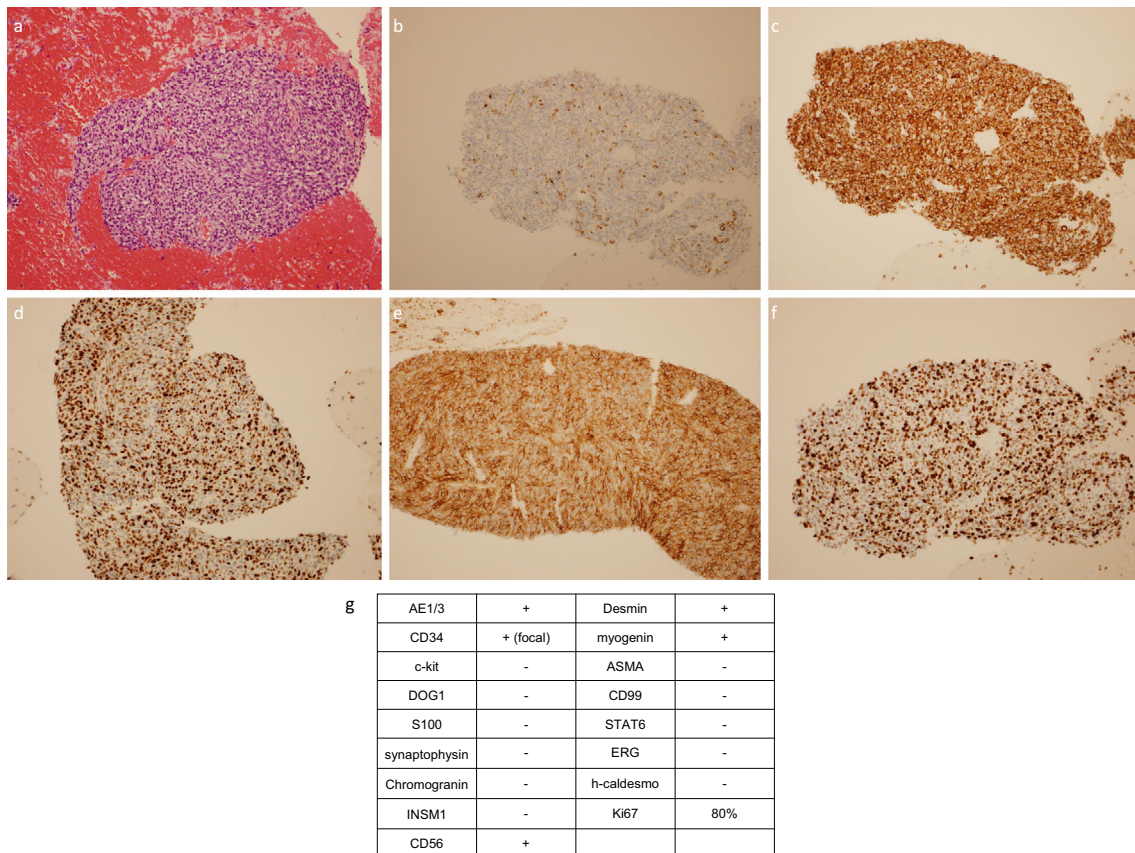 a
b
c
d
e
f
g
AE1/3 + Desmin +
CD34 + (focal) myogenin +
c-kit - ASMA -
DOG1 - CD99 -
S100 - STAT6 -
synaptophysin - ERG -
Chromogranin - h-caldesmo -
INSM1 - Ki67 80%
CD56 +